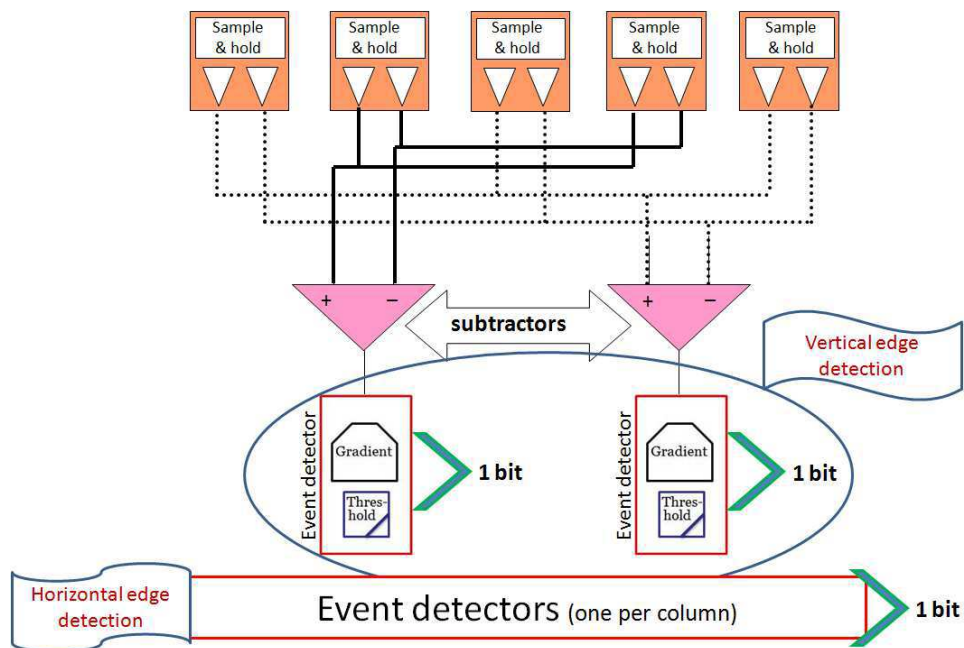 Sample
& hold
Sample
& hold
Sample
& hold
Sample
& hold
Sample
& hold
+ −
subtractors
+ −
Vertical edge
detection
Event detector
Gradient
Thres-
hold
1 bit
Event detector
Gradient
Thres-
hold
1 bit
Horizontal edge
detection
Event detectors (one per column)
1 bit